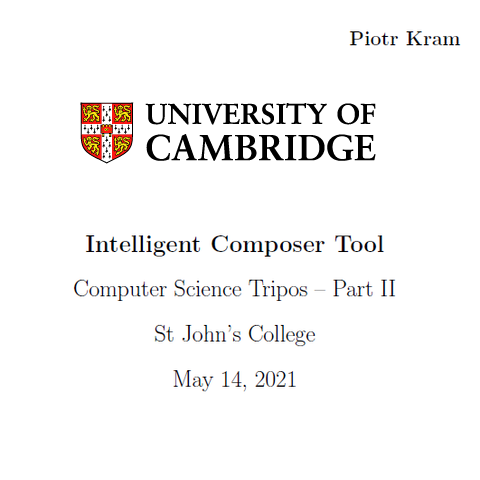 Piotr Kram
UNIVERSITY OF
CAMBRIDGE
Intelligent Composer Tool
Computer Science Tripos – Part II
St John's College
May 14, 2021